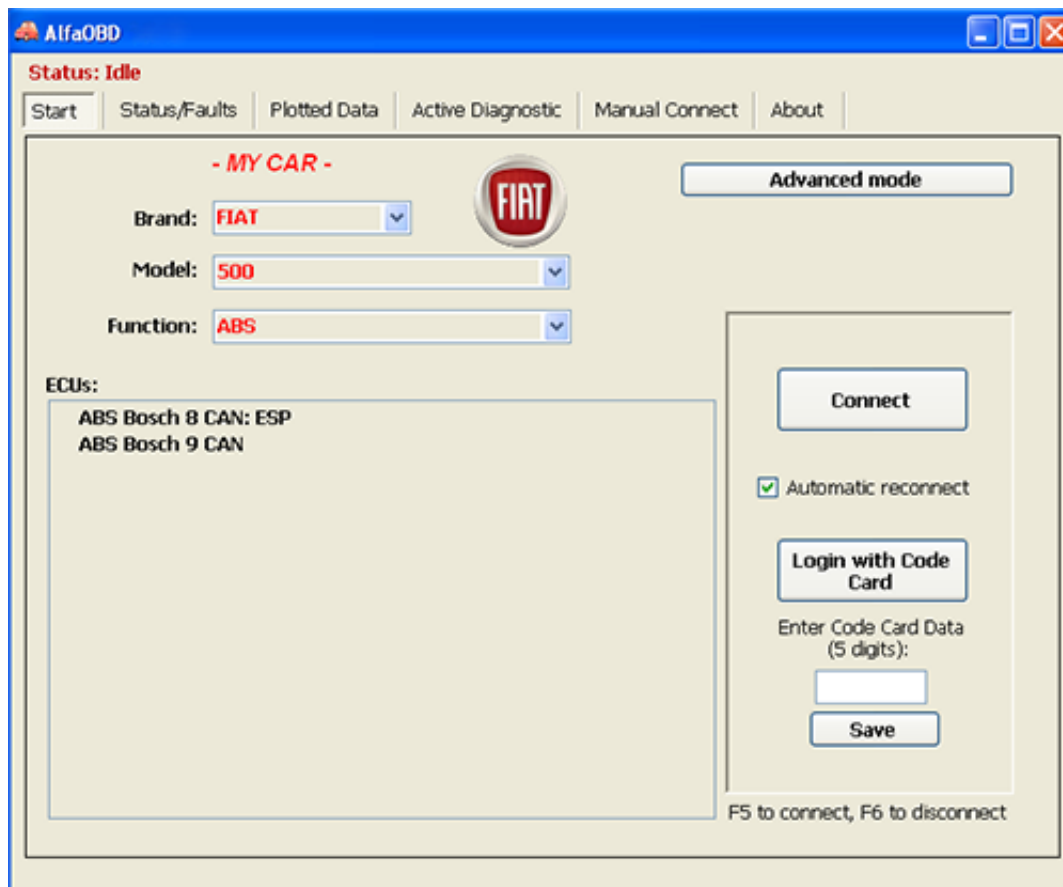 AlfaOBD
Status: Idle
Start Status/Faults Plotted Data Active Diagnostic Manual Connect About
- MY CAR -
FIAT
Advanced mode
Brand: FIAT
Model: 500
Function: ABS
ECUs:
ABS Bosch 8 CAN: ESP
ABS Bosch 9 CAN
Connect
Automatic reconnect
Login with Code
Card
Enter Code Card Data
(5 digits):
Save
F5 to connect, F6 to disconnect